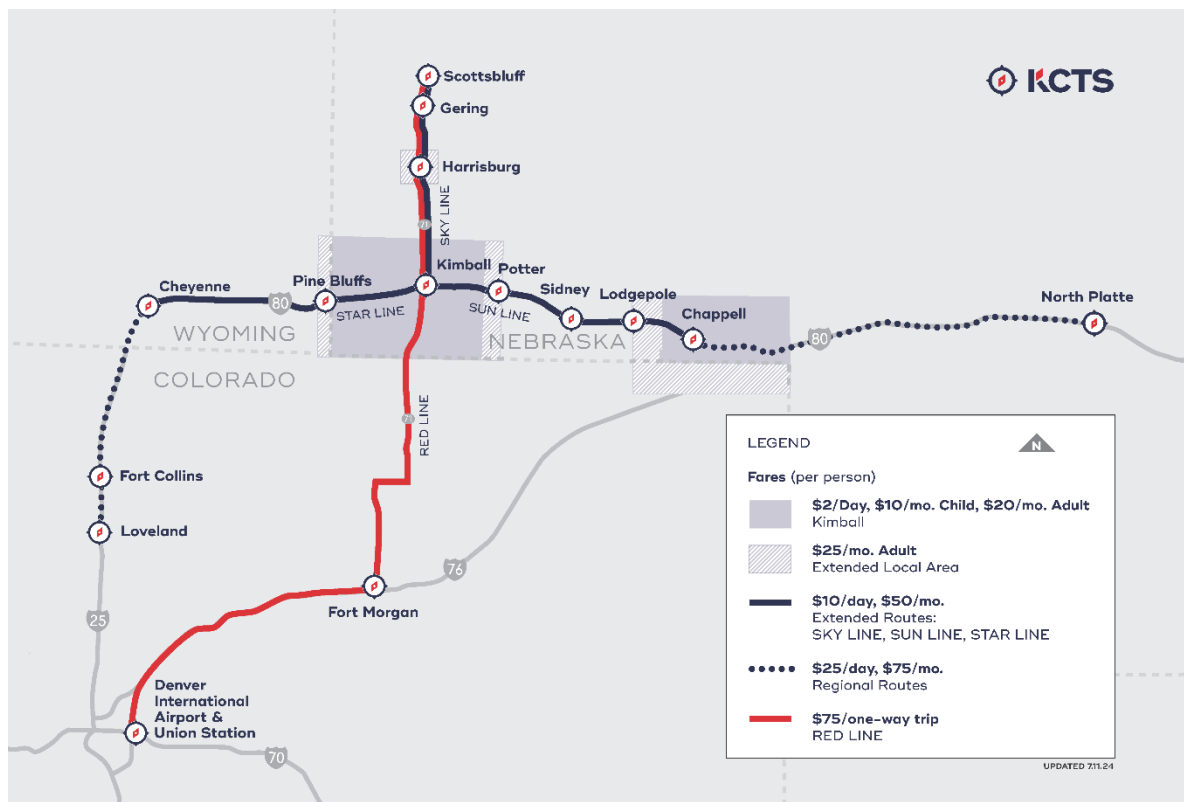 KCTS
Scottsbluff
Gering
Harrisburg
SKY LINE
71
Kimball
Potter
Pine Bluffs
Cheyenne
80
STAR LINE
SUN LINE
Sidney
Lodgepole
Chappell
North Platte
80
WYOMING
NEBRASKA
COLORADO
RED LINE
71
Fort Collins
Loveland
76
Fort Morgan
25
Denver
International
Airport &
Union Station
70
LEGEND
N
Fares (per person)
$2/Day, $10/mo. Child, $20/mo. Adult
Kimball
$25/mo. Adult
Extended Local Area
$10/day, $50/mo.
Extended Routes:
SKY LINE, SUN LINE, STAR LINE
$25/day, $75/mo.
Regional Routes
$75/one-way trip
RED LINE
UPDATED 7.11.24